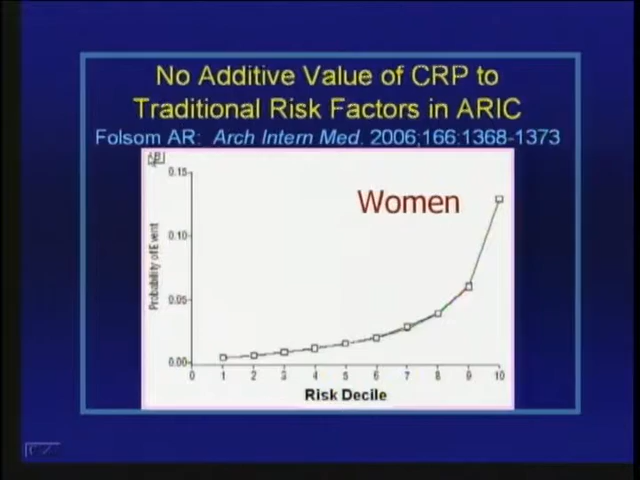 No Additive Value of CRP to
Traditional Risk Factors in ARIC
Folsom AR: Arch Intern Med. 2006;166:1368-1373
Women
0.15
0.10
0.05
0.00
Probability of Event
0 1 2 3 4 5 6 7 8 9 10
Risk Decile